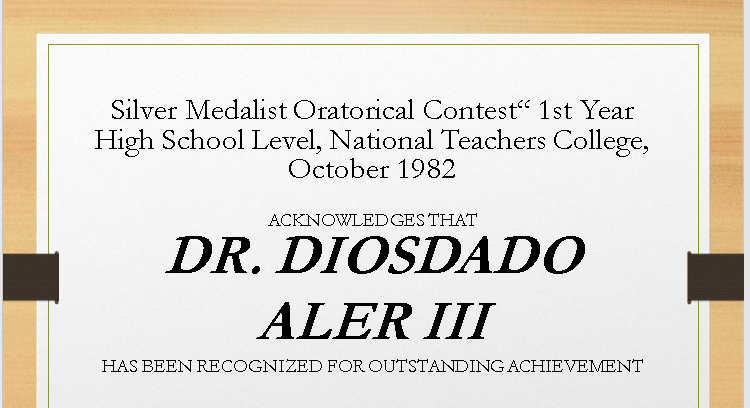 Silver Medalist Oratorical Contest“ 1st Year
High School Level, National Teachers College,
October 1982
ACKNOWLEDGES THAT
DR. DIOSDADO
ALER III
HAS BEEN RECOGNIZED FOR OUTSTANDING ACHIEVEMENT